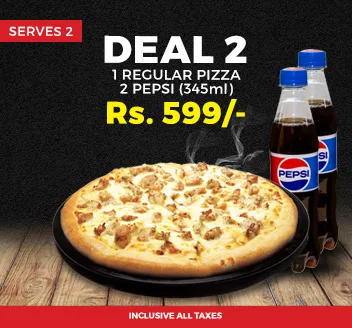 SERVES 2
DEAL 2
1 REGULAR PIZZA
2 PEPSI (345ml)
Rs. 599/-
PEPSI
PEPSI
INCLUSIVE ALL TAXES